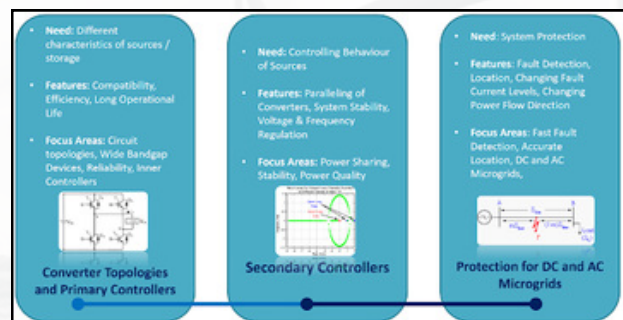 • Need: Different
characteristics of sources /
storage
• Features: Compatibility,
Efficiency, Long Operational
Life
• Focus Areas: Circuit
topologies, Wide Bandgap
Devices, Reliability, Inner
Controllers
Converter Topologies
and Primary Controllers
• Need: Controlling Behaviour
of Sources
• Features: Paralleling of
Converters, System Stability,
Voltage & Frequency
Regulation
• Focus Areas: Power Sharing,
Stability, Power Quality
Secondary Controllers
• Need: System Protection
• Features: Fault Detection,
Location, Changing Fault
Current Levels, Changing
Power Flow Direction
• Focus Areas: Fast Fault
Detection, Accurate
Location, DC and AC
Microgrids,
A
Protection for DC and AC
Microgrids